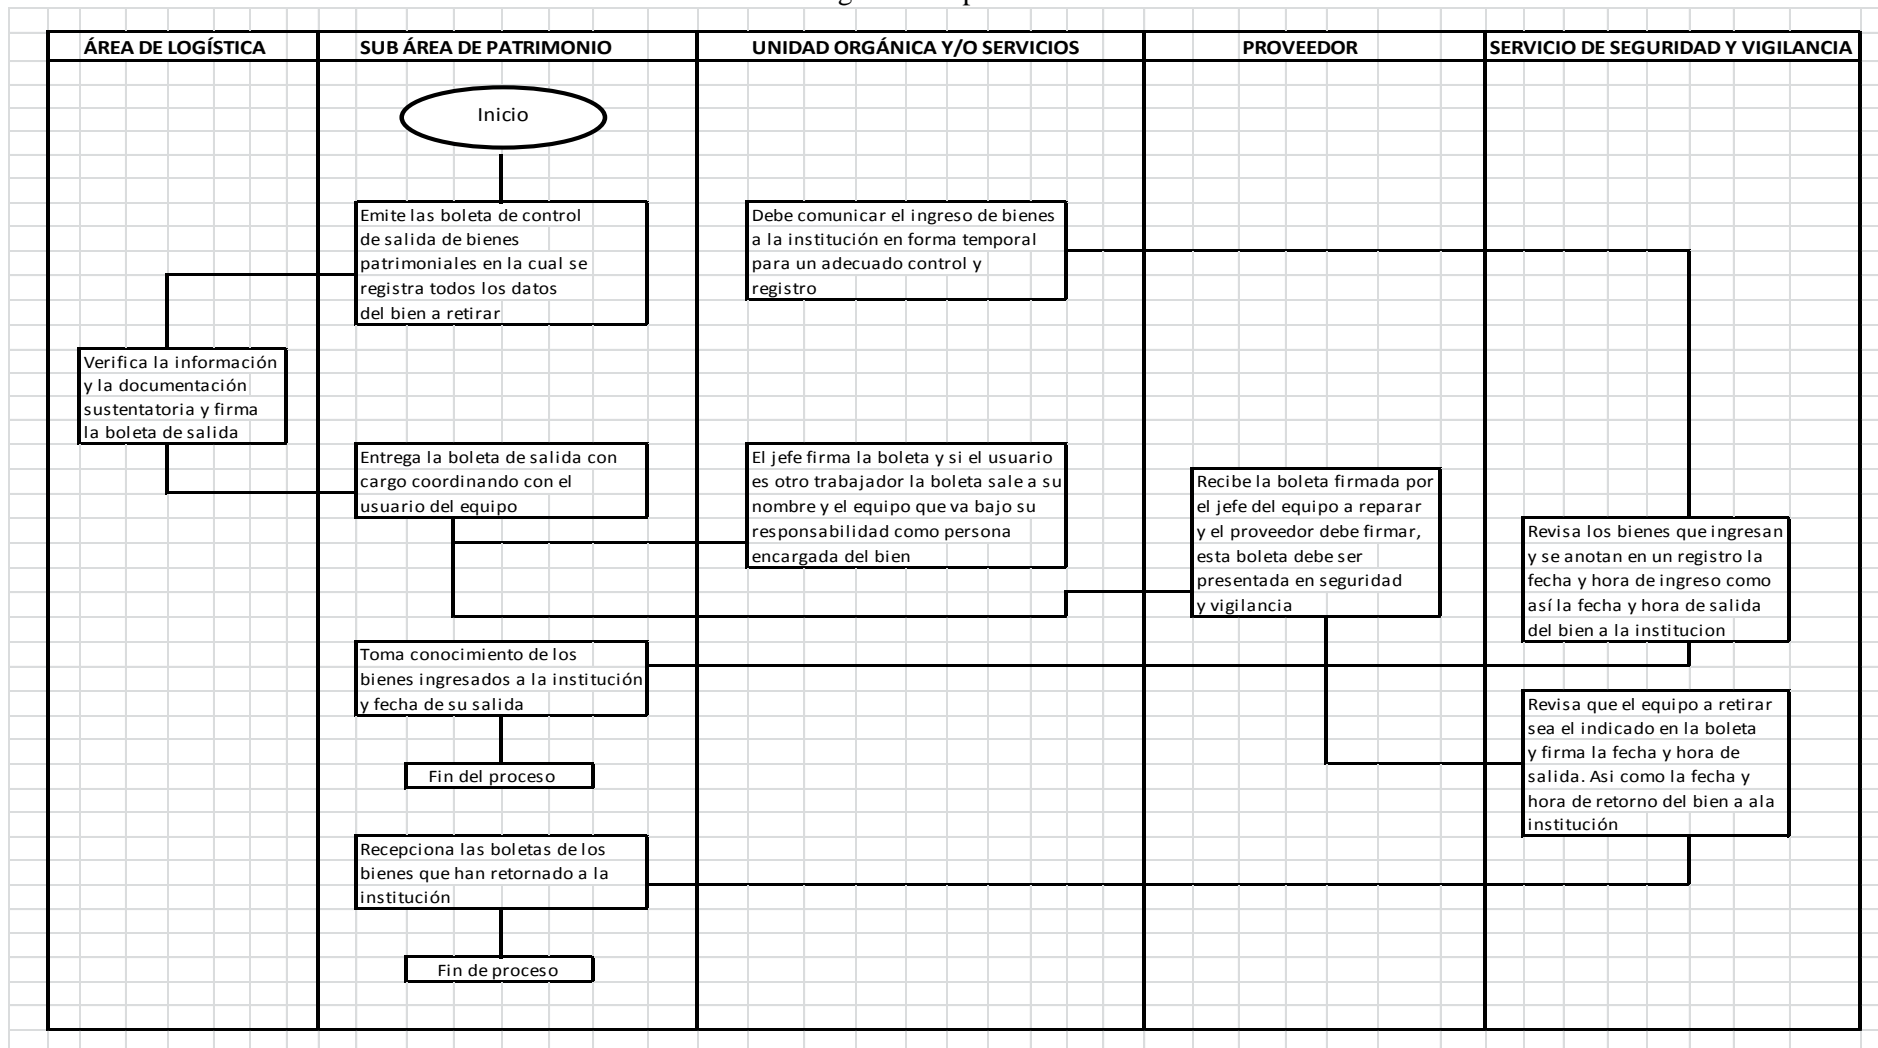 ÁREA DE LOGÍSTICA
SUB ÁREA DE PATRIMONIO
UNIDAD ORGÁNICA Y/O SERVICIOS
PROVEEDOR
SERVICIO DE SEGURIDAD Y VIGILANCIA
Inicio
Emite las boleta de control
de salida de bienes
patrimoniales en la cual se
registra todos los datos
del bien a retirar
Debe comunicar el ingreso de bienes
a la institución en forma temporal
para un adecuado control y
registro
Verifica la información
y la documentación
sustentatoria y firma
la boleta de salida
Entrega la boleta de salida con
cargo coordinando con el
usuario del equipo
El jefe firma la boleta y si el usuario
es otro trabajador la boleta sale a su
nombre y el equipo que va bajo su
responsabilidad como persona
encargada del bien
Recibe la boleta firmada por
el jefe del equipo a reparar
y el proveedor debe firmar,
esta boleta debe ser
presentada en seguridad
y vigilancia
Revisa los bienes que ingresan
y se anotan en un registro la
fecha y hora de ingreso como
así la fecha y hora de salida
del bien a la institucion
Toma conocimiento de los
bienes ingresados a la institución
y fecha de su salida
Revisa que el equipo a retirar
sea el indicado en la boleta
y firma la fecha y hora de
salida. Asi como la fecha y
hora de retorno del bien a ala
institución
Fin del proceso
Recepciona las boletas de los
bienes que han retornado a la
institución
Fin de proceso